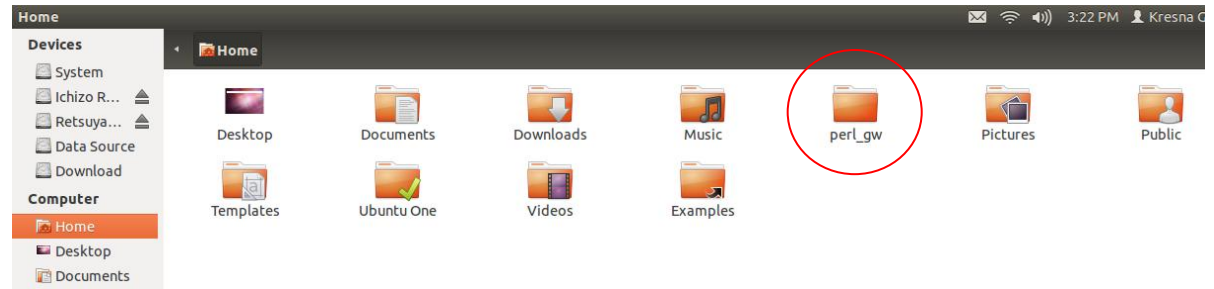 Home
3:22 PM Kresna
Devices
System
Ichizo R...
Retsuya...
Data Source
Download
Computer
Home
Desktop
Documents
Home
Desktop
Documents
Downloads
Music
perl_gw
Pictures
Public
Templates
Ubuntu One
Videos
Examples